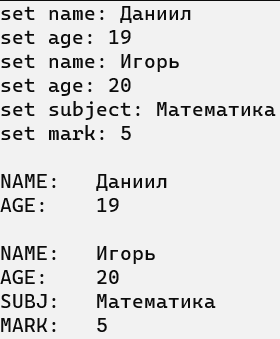 set name: Даниил
set age: 19
set name: Игорь
set age: 20
set subject: Математика
set mark: 5

NAME:   Даниил
AGE:    19

NAME:   Игорь
AGE:    20
SUBJ:   Математика
MARK:   5